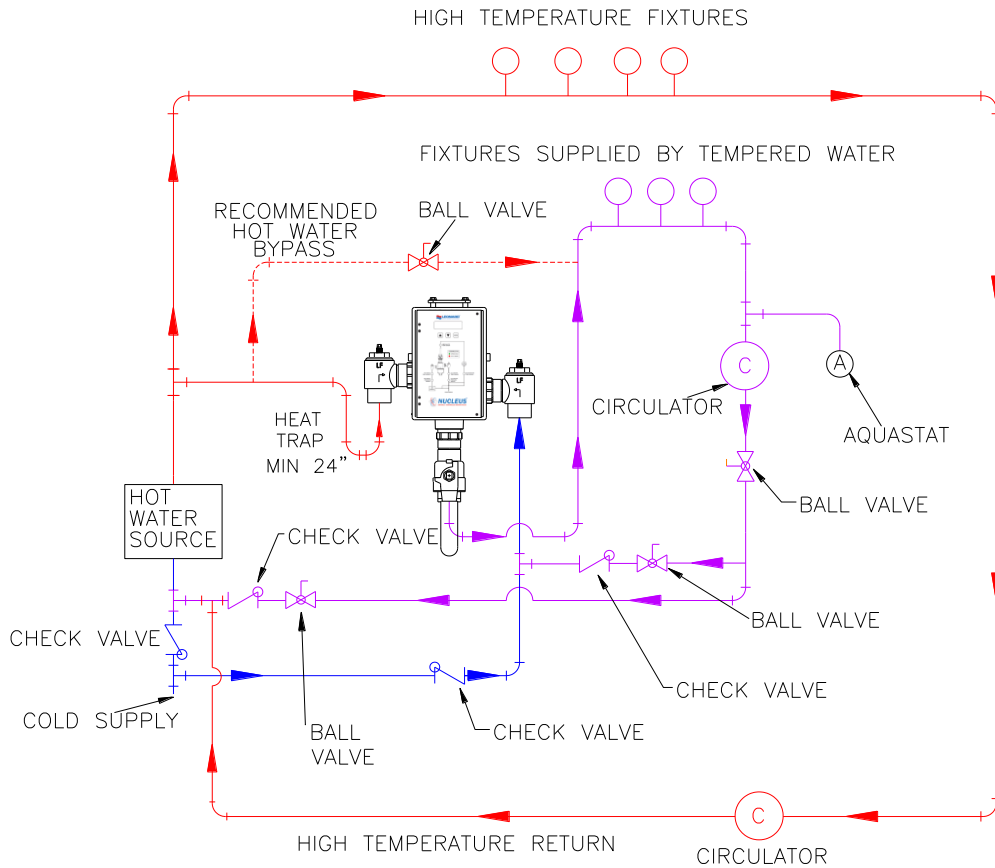 HIGH TEMPERATURE FIXTURES
FIXTURES SUPPLIED BY TEMPERED WATER
RECOMMENDED
HOT WATER
BYPASS
BALL VALVE
LF
LF
NUCLEUS
C
CIRCULATOR
A
AQUASTAT
HEAT
TRAP
MIN 24”
HOT
WATER
SOURCE
CHECK VALVE
BALL VALVE
BALL VALVE
CHECK VALVE
CHECK VALVE
COLD SUPPLY
BALL
VALVE
CHECK VALVE
HIGH TEMPERATURE RETURN
C
CIRCULATOR